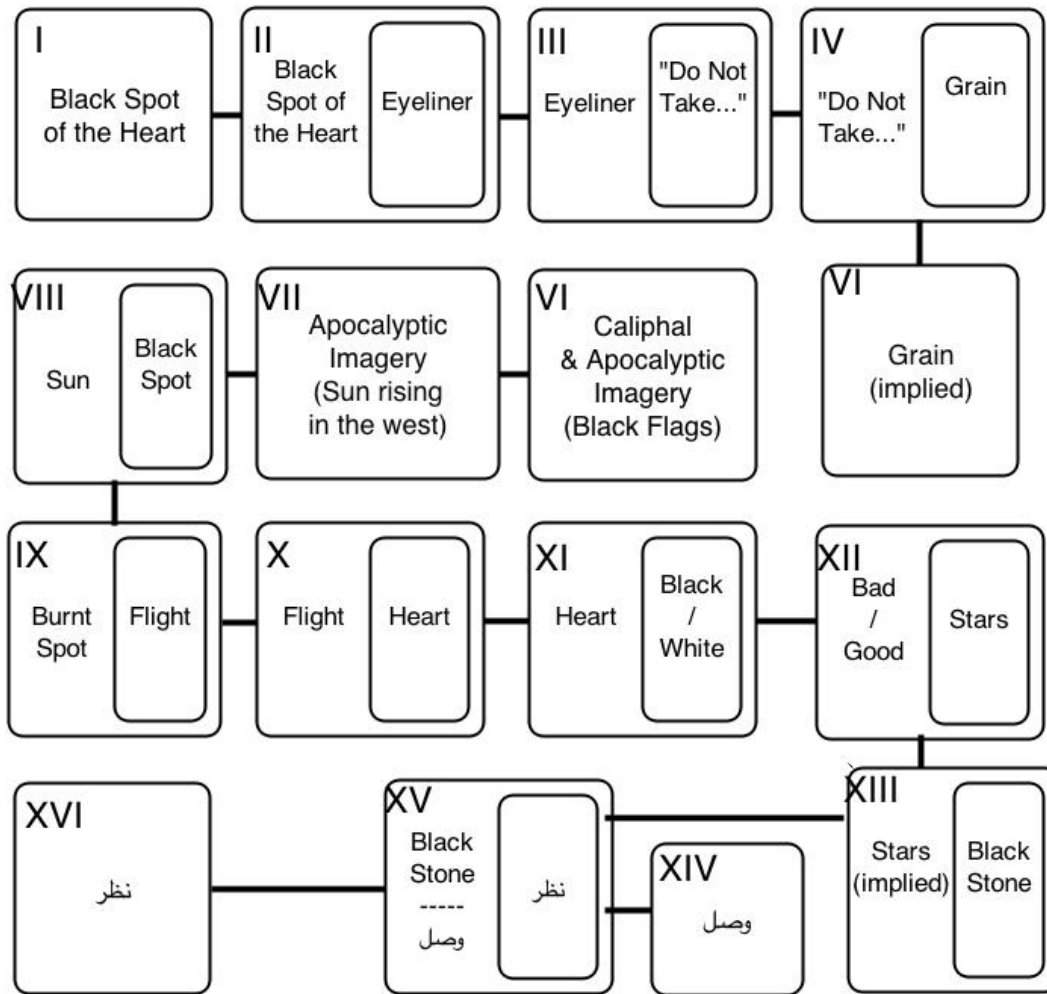 I
Black Spot
of the Heart
II
Black
Spot of
the Heart
Eyeliner
III
Eyeliner
"Do Not
Take..."
IV
"Do Not
Take..."
Grain
VI
Grain
(implied)
VI
Caliphal
& Apocalyptic
Imagery
(Black Flags)
VII
Apocalyptic
Imagery
(Sun rising
in the west)
VIII
Sun
Black
Spot
IX
Burnt
Spot
Flight
X
Flight
Heart
XI
Heart
Black
/
White
XII
Bad
/
Good
Stars
XIII
Stars
(implied)
Black
Stone
XIV
وصل
XV
Black
Stone
-----
وصل
نظر
XVI
نظر